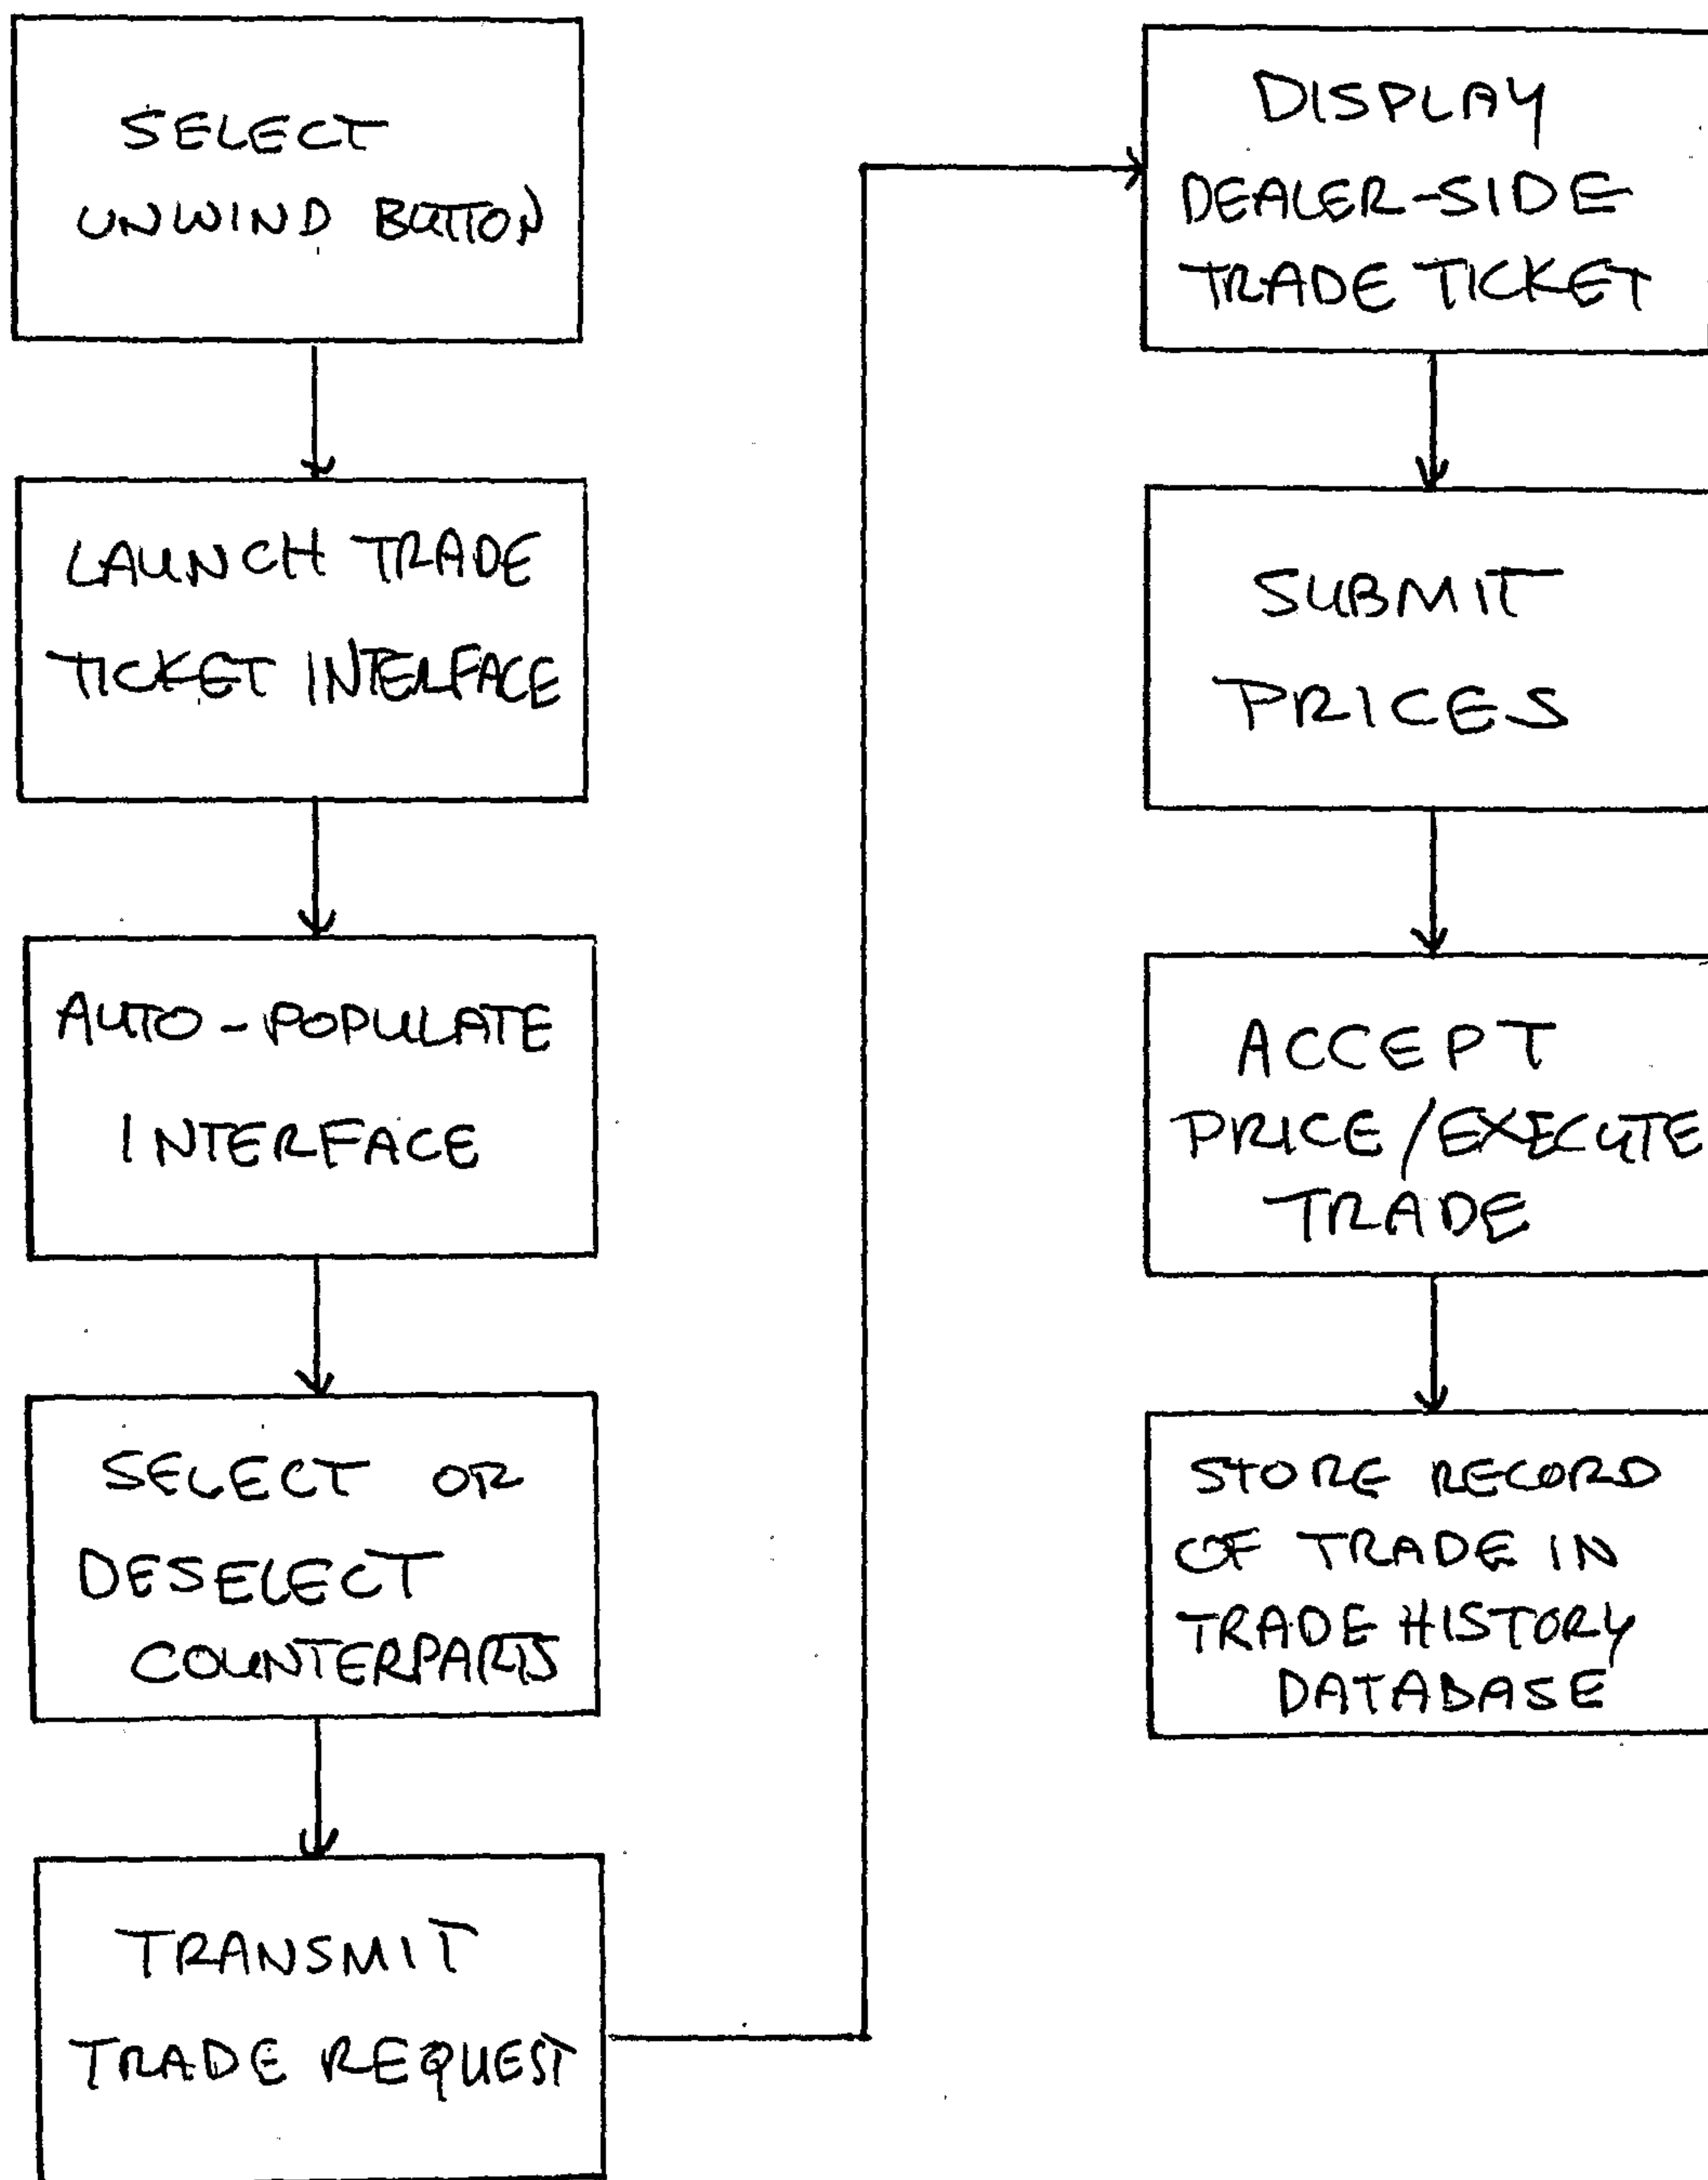 SELECT
UNWIND BUTTON
LAUNCH TRADE
TICKET INTERFACE
AUTO-POPULATE
INTERFACE
SELECT OR
DESELECT
COUNTERPARTS
TRANSMIT
TRADE REQUEST
DISPLAY
DEALER-SIDE
TRADE TICKET
SUBMIT
PRICES
ACCEPT
PRICE/EXECUTE
TRADE
STORE RECORD
OF TRADE IN
TRADE HISTORY
DATABASE